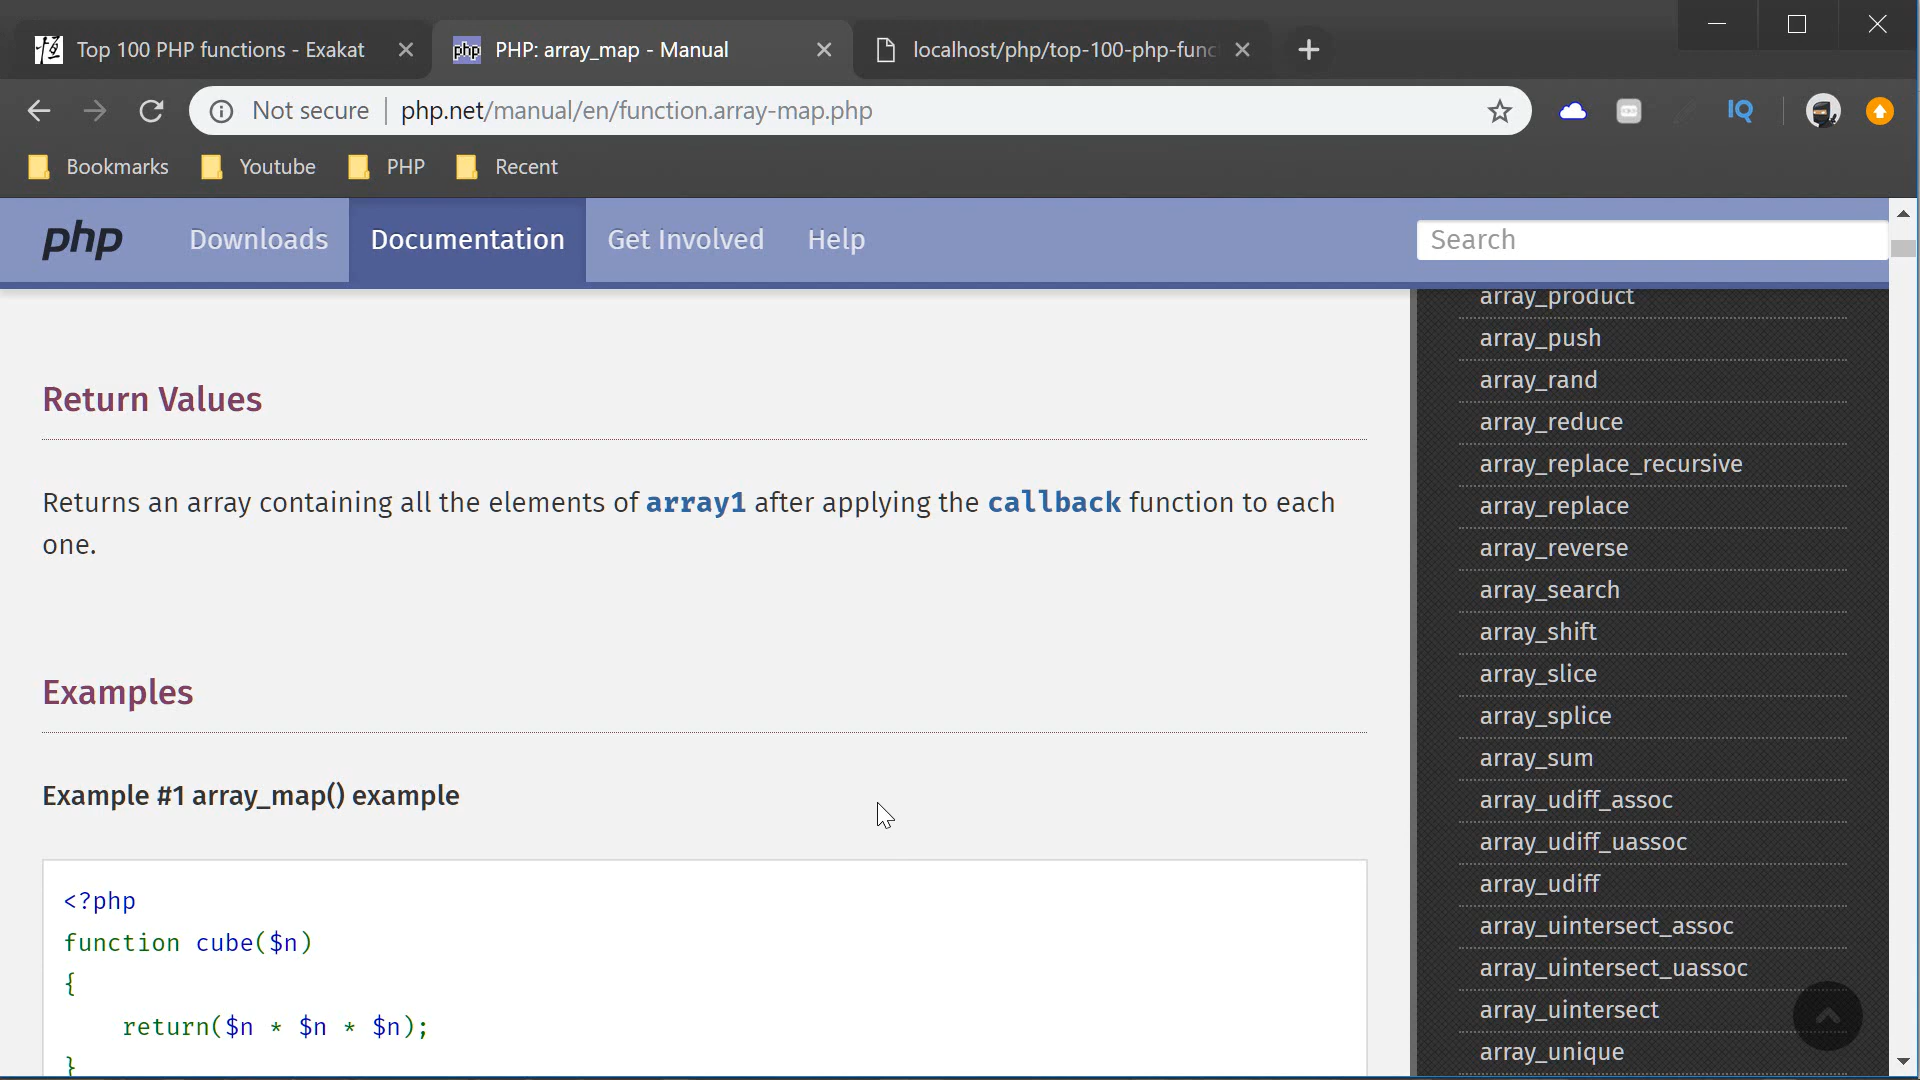 Top 100 PHP functions - Exakat
php
PHP: array_map - Manual
localhost/php/top-100-php-func
Not secure
php.net/manual/en/function.array-map.php
IQ
Bookmarks
Youtube
PHP
Recent
php
Downloads
Documentation
Get Involved
Help
Search
Return Values
Returns an array containing all the elements of array1 after applying the callback function to each
one.
Examples
Example #1 array_map() example
<?php
function cube($n)
{
return($n * $n * $n);
}
array_product
array_push
array_rand
array_reduce
array_replace_recursive
array_replace
array_reverse
array_search
array_shift
array_slice
array_splice
array_sum
array_udiff_assoc
array_udiff_uassoc
array_udiff
array_uintersect_assoc
array_uintersect_uassoc
array_uintersect
array_unique